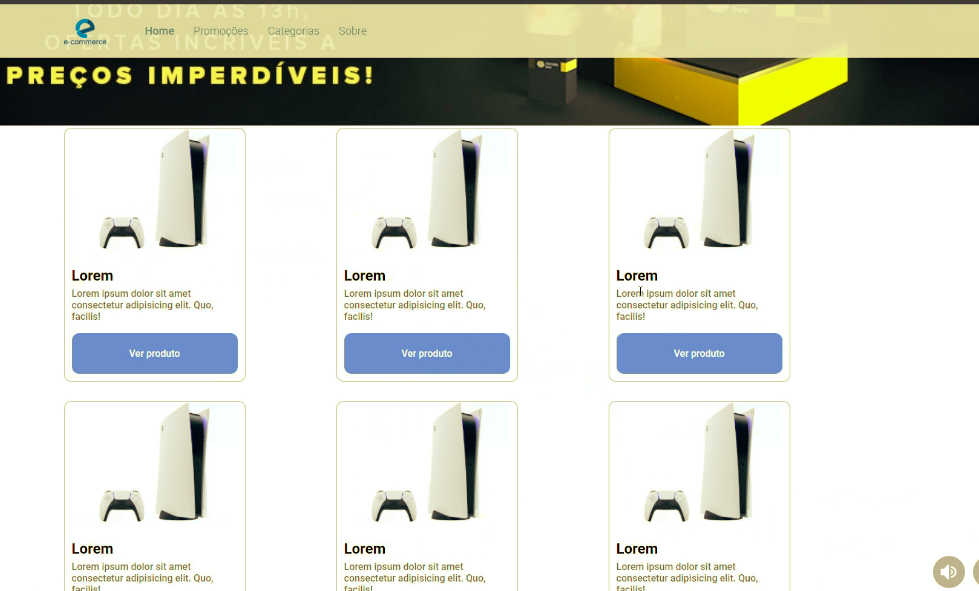 TODO DIA ÀS 13h,
OFERTAS INCRÍVEIS A
PREÇOS IMPERDÍVEIS!
e-commerce
Home Promoções Categorias Sobre
Lorem
Lorem ipsum dolor sit amet
consectetur adipisicing elit. Quo,
facilis!
Ver produto
Lorem
Lorem ipsum dolor sit amet
consectetur adipisicing elit. Quo,
facilis!
Ver produto
Lorem
Lorem ipsum dolor sit amet
consectetur adipisicing elit. Quo,
facilis!
Ver produto
Lorem
Lorem ipsum dolor sit amet
consectetur adipisicing elit. Quo,
facilis!
Lorem
Lorem ipsum dolor sit amet
consectetur adipisicing elit. Quo,
facilis!
Lorem
Lorem ipsum dolor sit amet
consectetur adipisicing elit. Quo,
facilis!